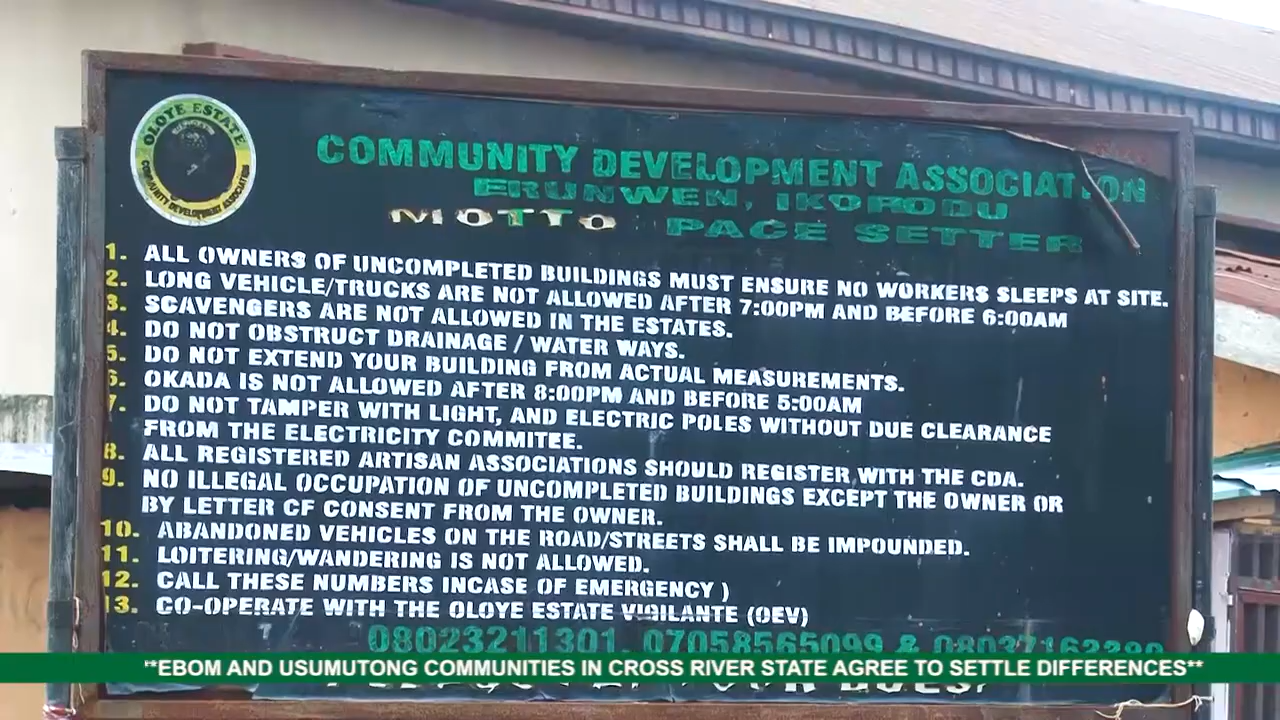 OLOYE ESTATE
COMMUNITY DEVELOPMENT ASSOCIATION
COMMUNITY DEVELOPMENT ASSOCIATION
ERUNWEN, IKORODU
MOTTO PACE SETTER
1. ALL OWNERS OF UNCOMPLETED BUILDINGS MUST ENSURE NO WORKERS SLEEPS AT SITE.
2. LONG VEHICLE/TRUCKS ARE NOT ALLOWED AFTER 7:00PM AND BEFORE 6:00AM
3. SCAVENGERS ARE NOT ALLOWED IN THE ESTATES.
4. DO NOT OBSTRUCT DRAINAGE / WATER WAYS.
5. DO NOT EXTEND YOUR BUILDING FROM ACTUAL MEASUREMENTS.
6. OKADA IS NOT ALLOWED AFTER 8:00PM AND BEFORE 5:00AM
7. DO NOT TAMPER WITH LIGHT, AND ELECTRIC POLES WITHOUT DUE CLEARANCE
FROM THE ELECTRICITY COMMITEE.
8. ALL REGISTERED ARTISAN ASSOCIATIONS SHOULD REGISTER WITH THE CDA.
9. NO ILLEGAL OCCUPATION OF UNCOMPLETED BUILDINGS EXCEPT THE OWNER OR
BY LETTER OF CONSENT FROM THE OWNER.
10. ABANDONED VEHICLES ON THE ROAD/STREETS SHALL BE IMPOUNDED.
11. LOITERING/WANDERING IS NOT ALLOWED.
12. CALL THESE NUMBERS INCASE OF EMERGENCY )
13. CO-OPERATE WITH THE OLOYE ESTATE VIGILANTE (OEV)
08023211301, 07058565099 &
"EBOM AND USUMUTONG COMMUNITIES IN CROSS RIVER STATE AGREE TO SETTLE DIFFERENCES**